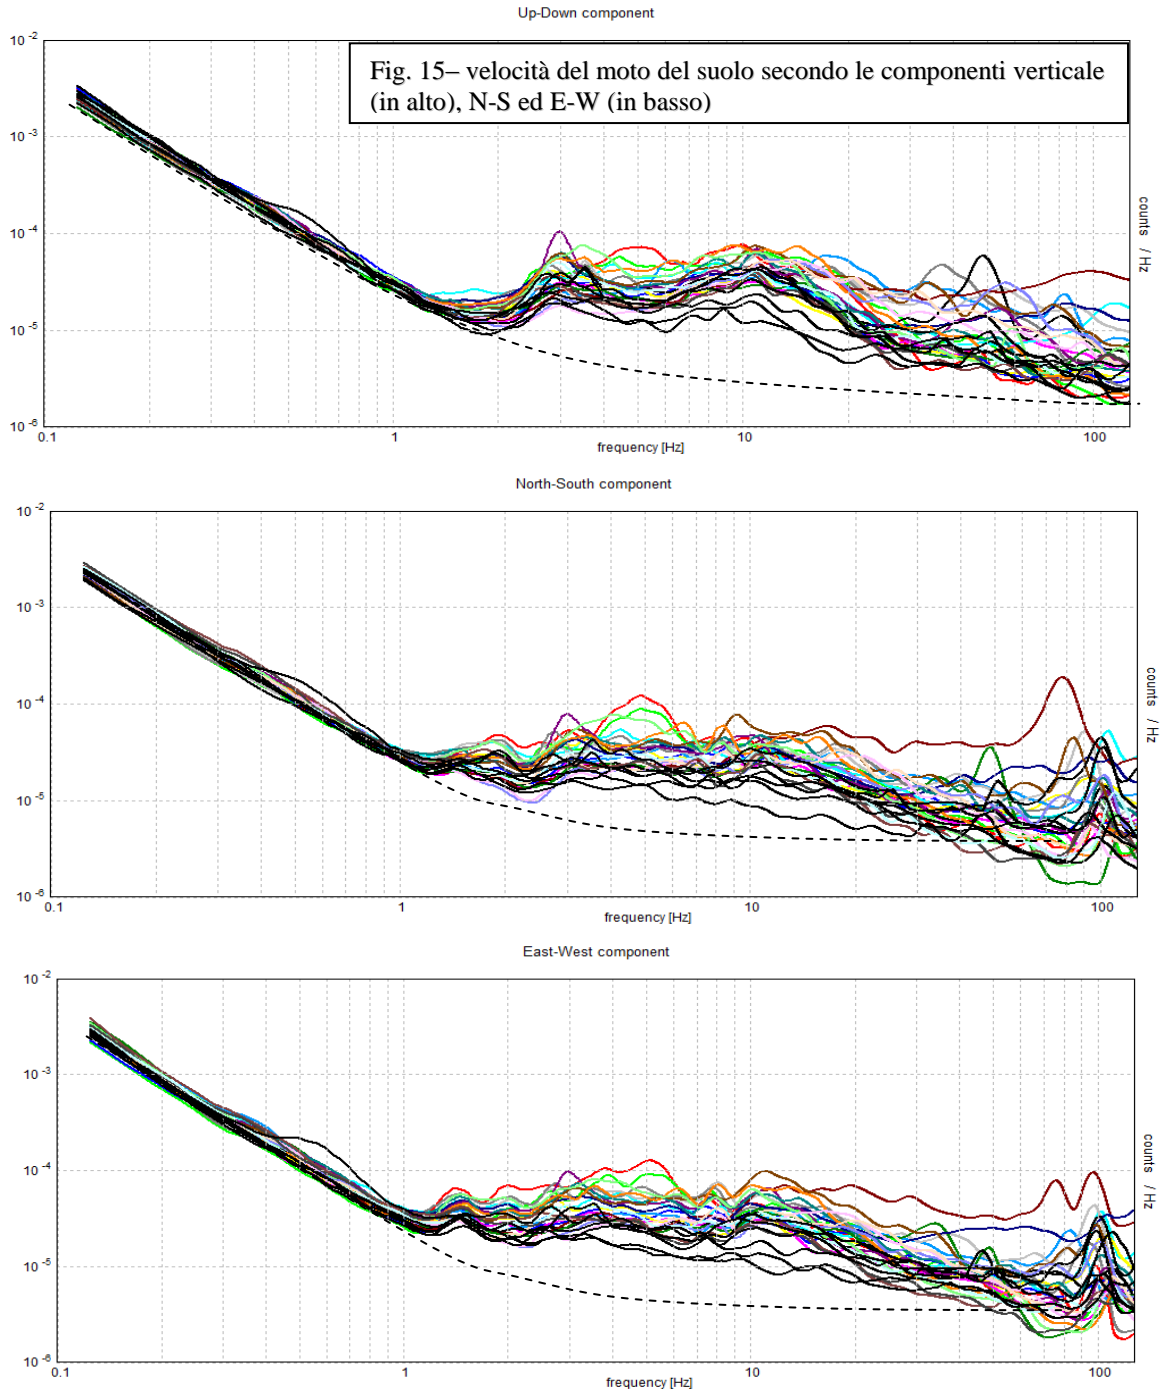 Up-Down component
Fig. 15– velocità del moto del suolo secondo le componenti verticale
(in alto), N-S ed E-W (in basso)
10 -2
10 -3
10 -4
10 -5
10 -6
counts / Hz
0.1 1 10 100
frequency [Hz]
North-South component
10 -2
10 -3
10 -4
10 -5
10 -6
counts / Hz
0.1 1 10 100
frequency [Hz]
East-West component
10 -2
10 -3
10 -4
10 -5
10 -6
counts / Hz
0.1 1 10 100
frequency [Hz]